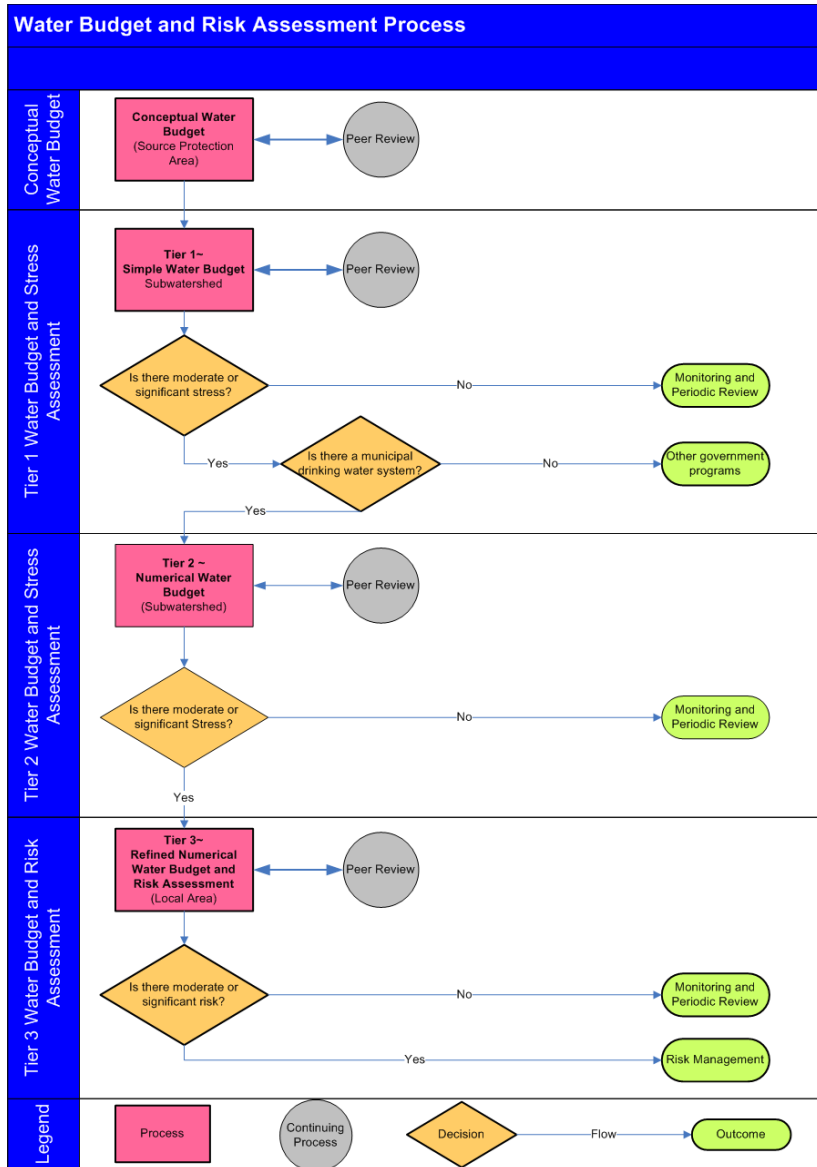 Water Budget and Risk Assessment Process
Conceptual
Water Budget
Conceptual Water
Budget
(Source Protection
Area)
Peer Review
Tier 1 Water Budget and Stress
Assessment
Tier 1~
Simple Water Budget
Subwatershed
Peer Review
Is there moderate or
significant stress?
No
Monitoring and
Periodic Review
Yes
Is there a municipal
drinking water system?
No
Other government
programs
Yes
Tier 2 Water Budget and Stress
Assessment
Tier 2 ~
Numerical Water
Budget
(Subwatershed)
Peer Review
Is there moderate or
significant Stress?
No
Monitoring and
Periodic Review
Yes
Tier 3 Water Budget and Risk
Assessment
Tier 3~
Refined Numerical
Water Budget and
Risk Assessment
(Local Area)
Peer Review
Is there moderate or
significant risk?
No
Monitoring and
Periodic Review
Yes
Risk Management
Legend
Process
Continuing
Process
Decision
Flow
Outcome